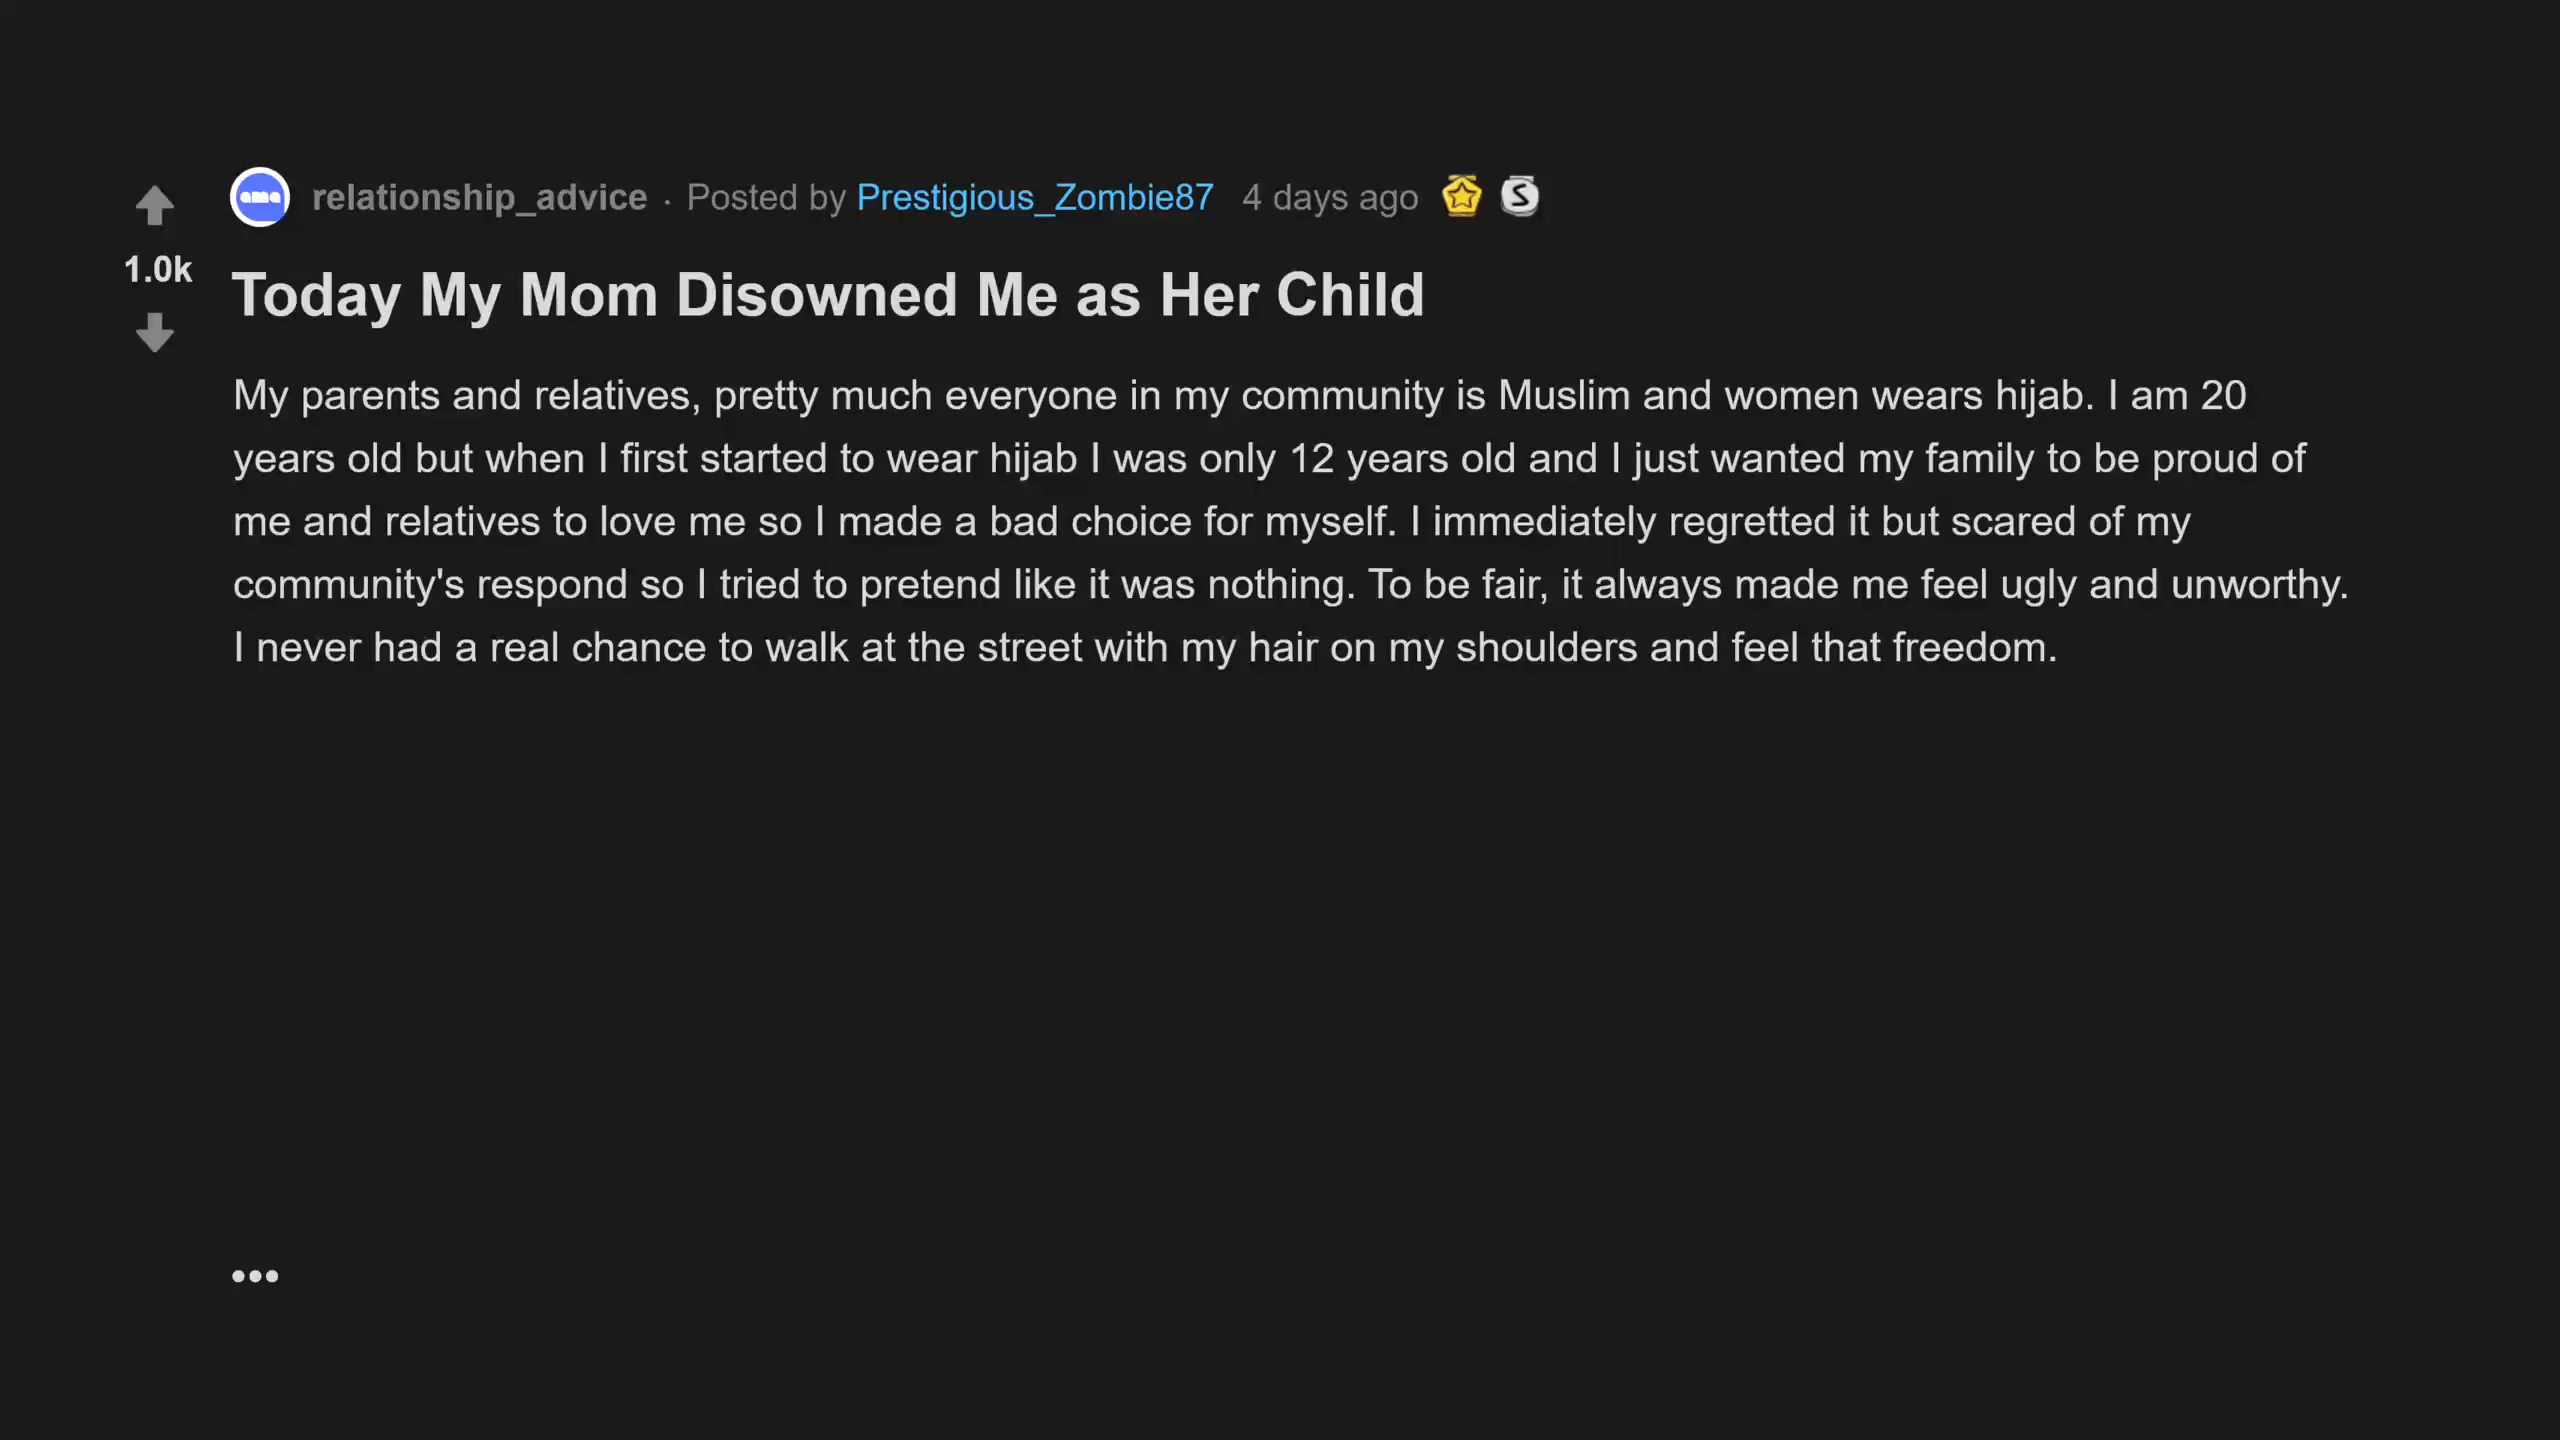 relationship_advice · Posted by Prestigious_Zombie87 4 days ago
1.0k
Today My Mom Disowned Me as Her Child
My parents and relatives, pretty much everyone in my community is Muslim and women wears hijab. I am 20
years old but when I first started to wear hijab I was only 12 years old and I just wanted my family to be proud of
me and relatives to love me so I made a bad choice for myself. I immediately regretted it but scared of my
community's respond so I tried to pretend like it was nothing. To be fair, it always made me feel ugly and unworthy.
I never had a real chance to walk at the street with my hair on my shoulders and feel that freedom.
•••